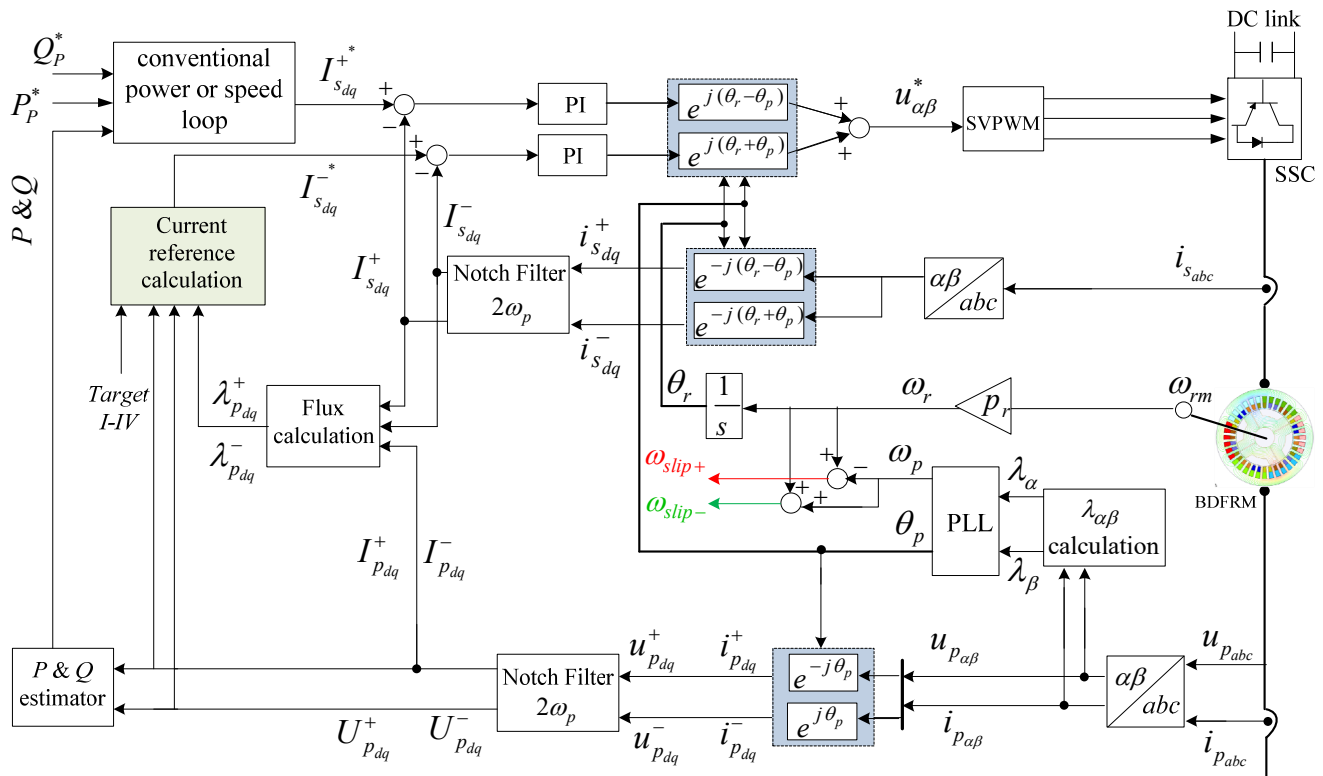 DC link
Q_P^*
P_P^*
conventional
power or speed
loop
I_{s_{dq}}^{+*}
+
−
PI
e^{j(θ_r−θ_p)}
+
+
u_{αβ}^*
SVPWM
SSC
+
−
PI
e^{j(θ_r+θ_p)}
P & Q
I_{s_{dq}}^{−*}
Current
reference
calculation
I_{s_{dq}}^{−}
I_{s_{dq}}^{+}
Notch Filter
2ω_p
i_{s_{dq}}^{+}
i_{s_{dq}}^{−}
e^{−j(θ_r−θ_p)}
e^{−j(θ_r+θ_p)}
αβ
abc
i_{s_{abc}}
Target
I-IV
λ_{p_{dq}}^{+}
λ_{p_{dq}}^{−}
Flux
calculation
θ_r
1
s
ω_r
p_r
ω_{rm}
BDFRM
ω_{slip+}
+
−
ω_p
ω_{slip−}
+
+
θ_p
PLL
λ_α
λ_β
λ_{αβ}
calculation
I_{p_{dq}}^{+}
I_{p_{dq}}^{−}
P & Q
estimator
U_{p_{dq}}^{+}
U_{p_{dq}}^{−}
Notch Filter
2ω_p
u_{p_{dq}}^{+}
i_{p_{dq}}^{+}
u_{p_{dq}}^{−}
i_{p_{dq}}^{−}
e^{−jθ_p}
e^{jθ_p}
u_{p_{αβ}}
i_{p_{αβ}}
αβ
abc
u_{p_{abc}}
i_{p_{abc}}